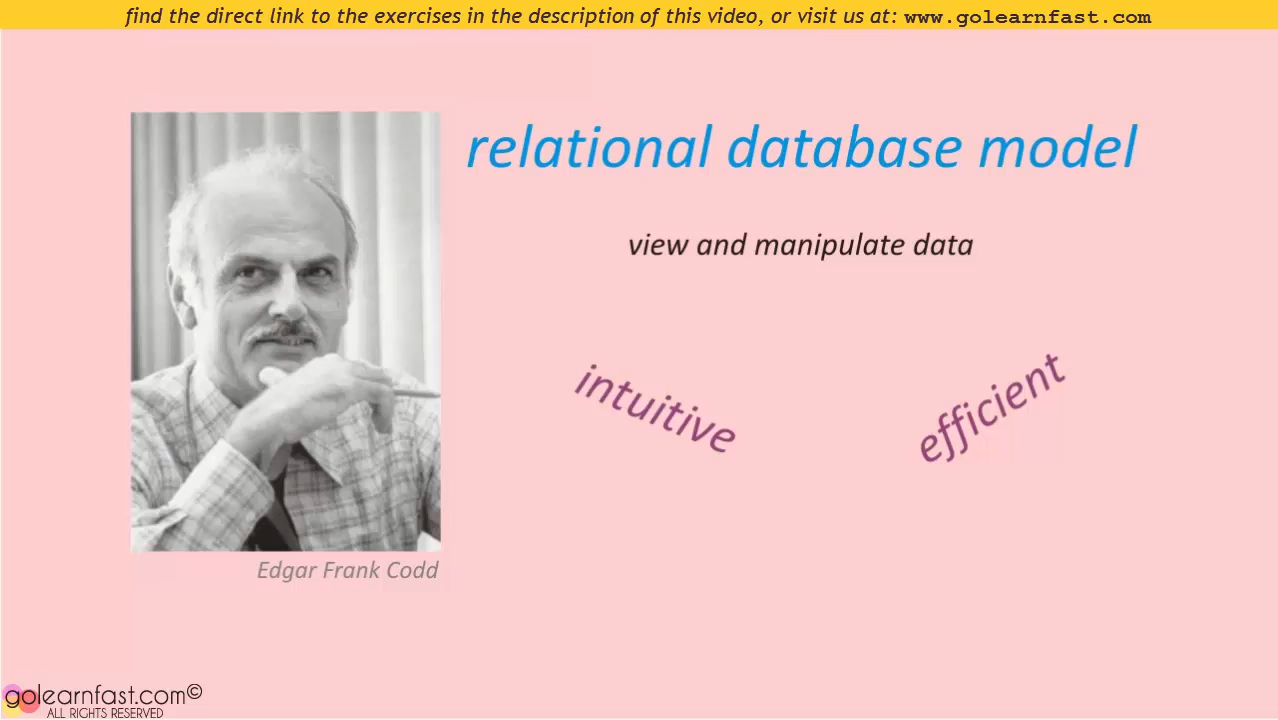 find the direct link to the exercises in the description of this video, or visit us at: www.golearnfast.com
relational database model
view and manipulate data
intuitive
efficient
Edgar Frank Codd
golearnfast.com©
ALL RIGHTS RESERVED